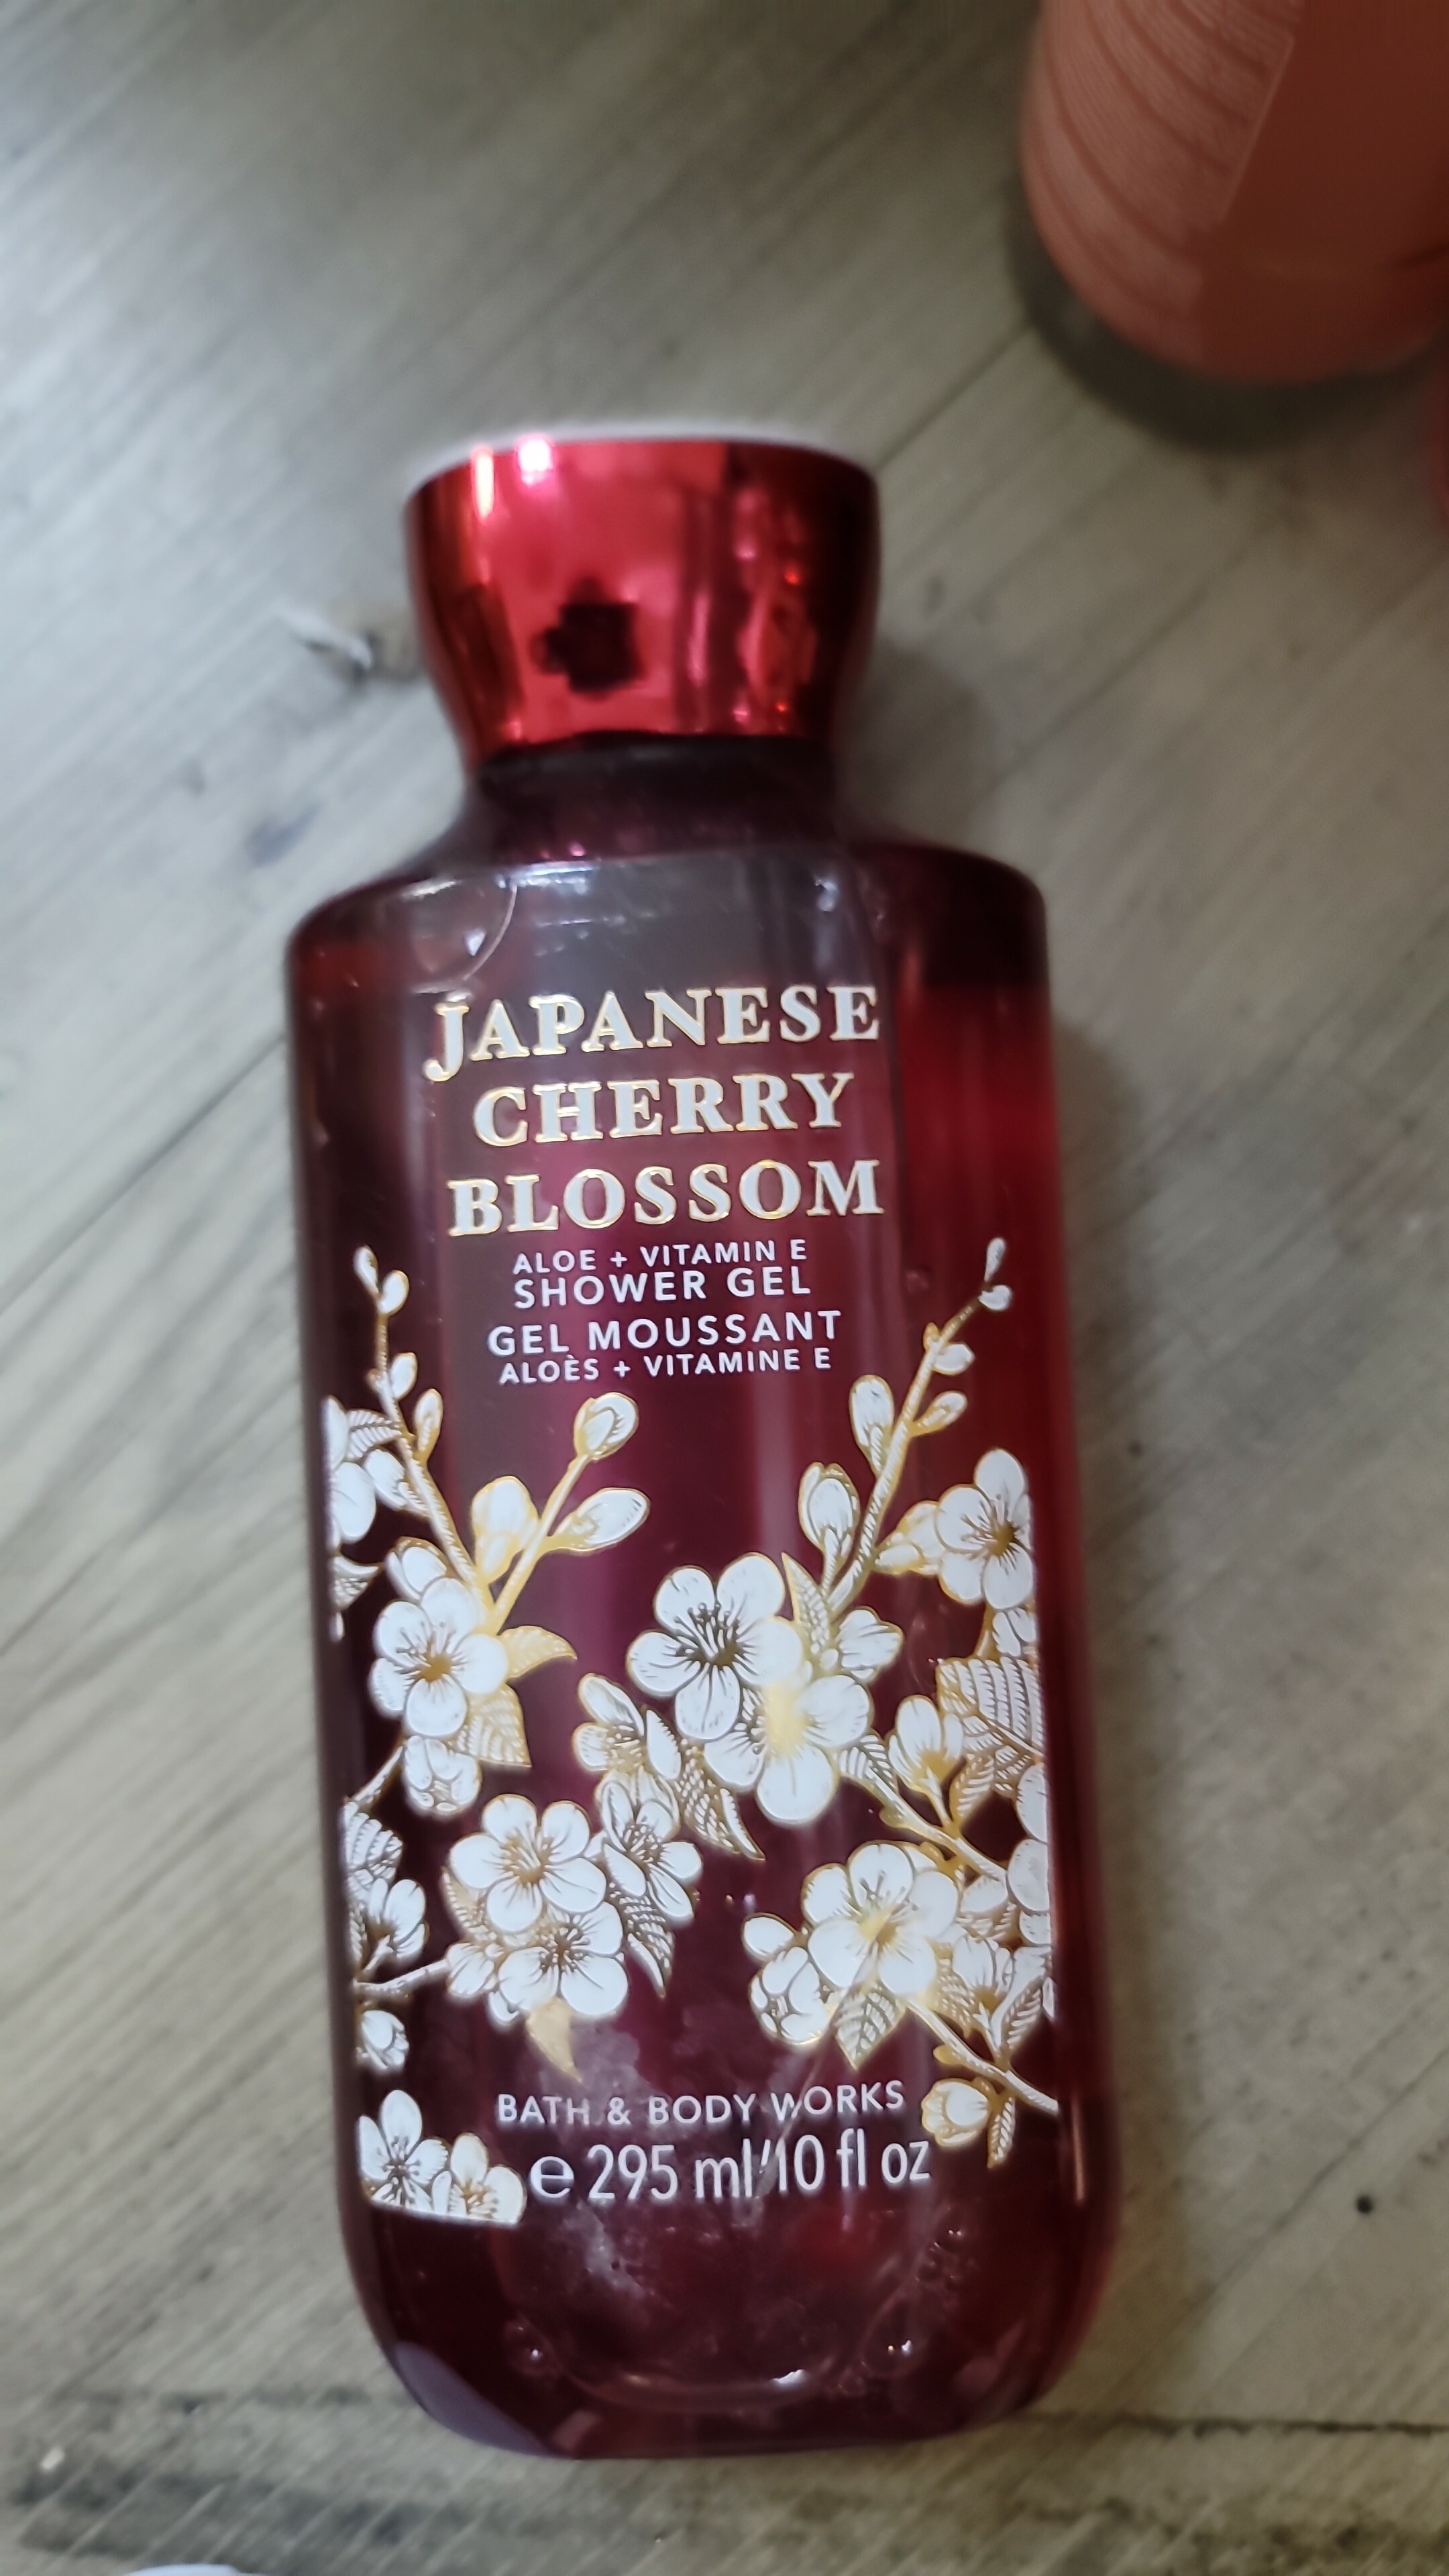 JAPANESE
CHERRY
BLOSSOM
ALOE + VITAMIN E
SHOWER GEL
GEL MOUSSANT
ALOÈS + VITAMINE E
BATH & BODY WORKS
℮ 295 ml/10 fl oz